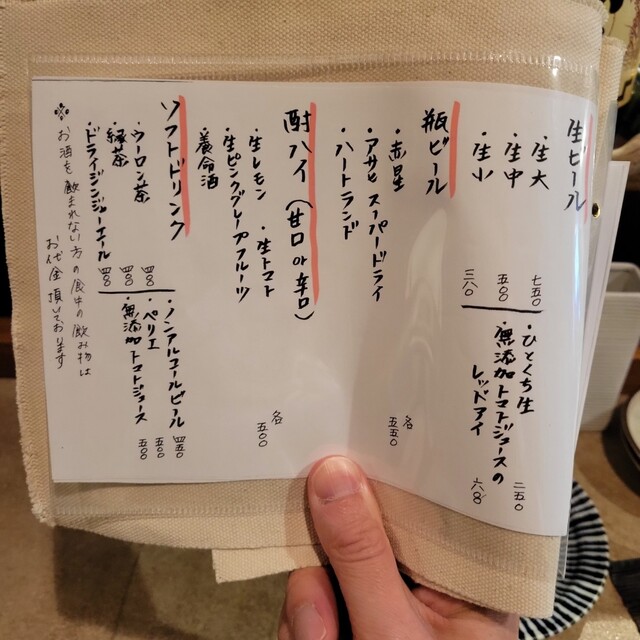 生ビール
・生大 七五〇
・生中 五五〇
・生小 三八〇
・ひとくち生 二五〇
・無添加トマトジュースの
レッドアイ 六八〇
瓶ビール
・赤星
・アサヒスーパードライ
・ハートランド
各五五〇
酎ハイ（甘口or辛口）
・生レモン ・生トマト
・生ピンクグレープフルーツ
養命酒
各五〇〇
ソフトドリンク
・ウーロン茶 四〇〇
・緑茶 四〇〇
・ドライジンジャーエール 四〇〇
・ノンアルコールビール 四五〇
・ペリエ 五〇〇
・無添加トマトジュース 五〇〇
お酒を飲まれない方の食中の飲み物は
お代金頂いております